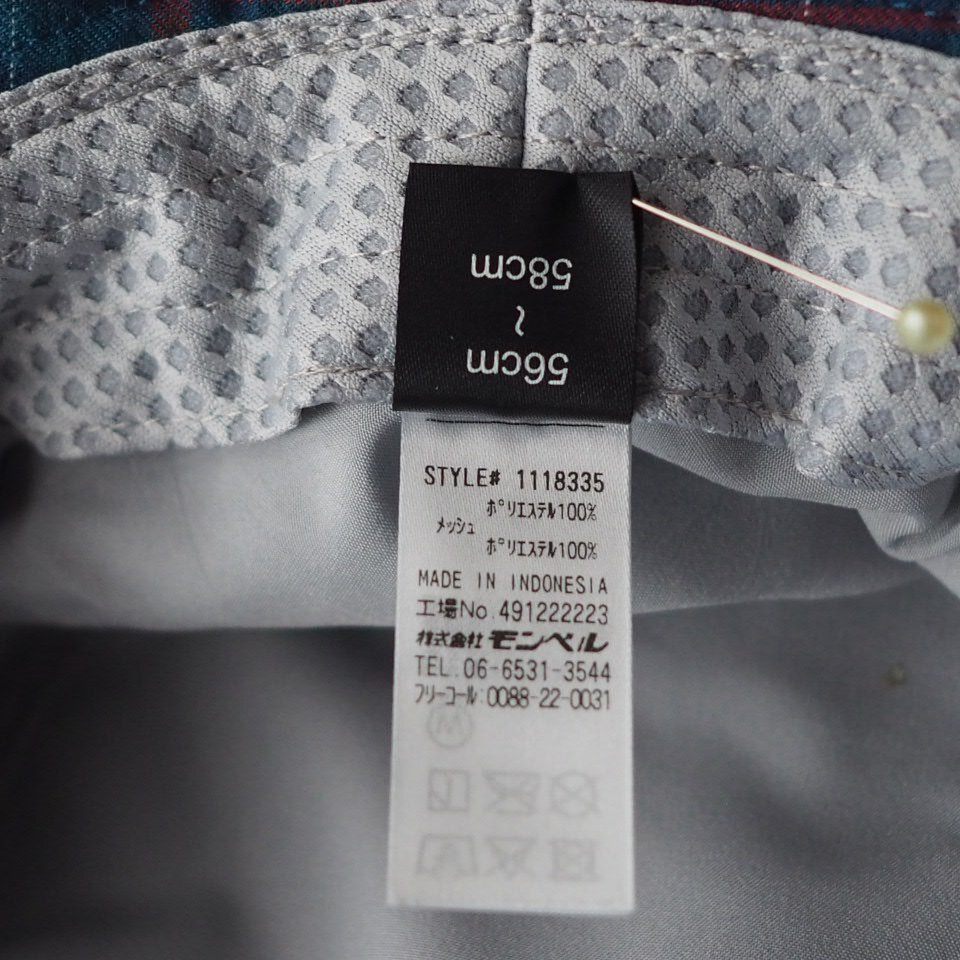 56cm
~
58cm
STYLE# 1118335
ポリエステル100%
メッシュ
ポリエステル100%
MADE IN INDONESIA
工場No.491222223
株式会社モンベル
TEL.06-6531-3544
フリーコール:0088-22-0031